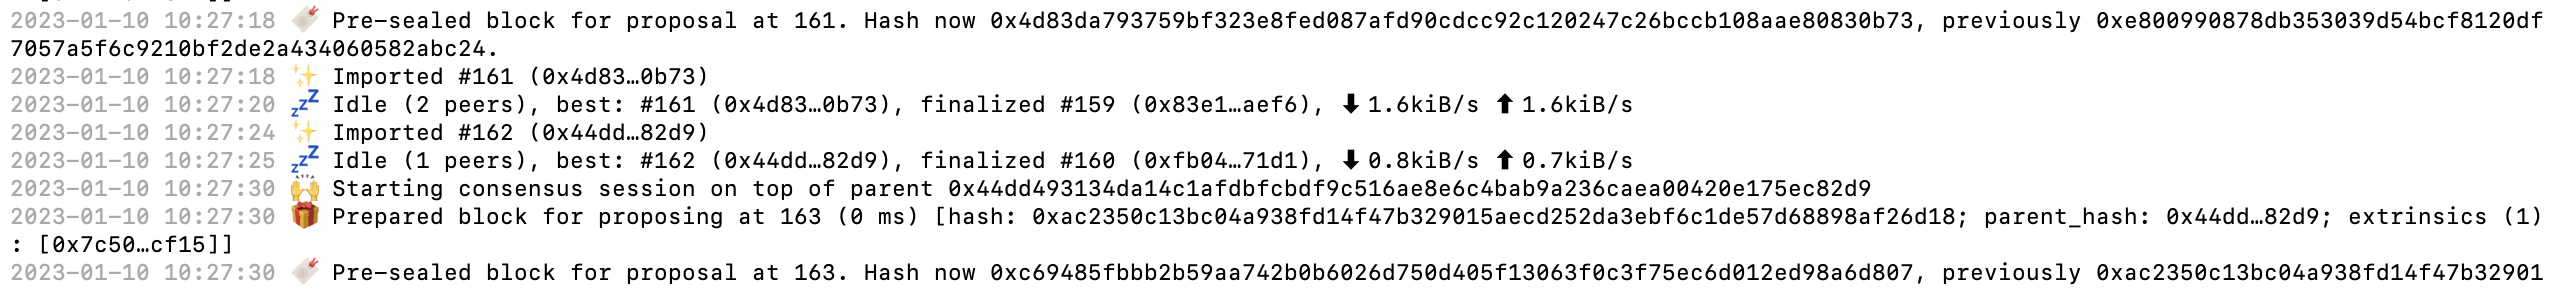 2023-01-10 10:27:18 🔖 Pre-sealed block for proposal at 161. Hash now 0x4d83da793759bf323e8fed087afd90cdcc92c120247c26bccb108aae80830b73, previously 0xe800990878db353039d54bcf8120df
7057a5f6c9210bf2de2a434060582abc24.
2023-01-10 10:27:18 ✨ Imported #161 (0x4d83…0b73)
2023-01-10 10:27:20 💤 Idle (2 peers), best: #161 (0x4d83…0b73), finalized #159 (0x83e1…aef6), ⬇ 1.6kiB/s ⬆ 1.6kiB/s
2023-01-10 10:27:24 ✨ Imported #162 (0x44dd…82d9)
2023-01-10 10:27:25 💤 Idle (1 peers), best: #162 (0x44dd…82d9), finalized #160 (0xfb04…71d1), ⬇ 0.8kiB/s ⬆ 0.7kiB/s
2023-01-10 10:27:30 🙌 Starting consensus session on top of parent 0x44dd493134da14c1afdbfcbdf9c516ae8e6c4bab9a236caea00420e175ec82d9
2023-01-10 10:27:30 🎁 Prepared block for proposing at 163 (0 ms) [hash: 0xac2350c13bc04a938fd14f47b329015aecd252da3ebf6c1de57d68898af26d18; parent_hash: 0x44dd…82d9; extrinsics (1)
: [0x7c50…cf15]]
2023-01-10 10:27:30 🔖 Pre-sealed block for proposal at 163. Hash now 0xc69485fbbb2b59aa742b0b6026d750d405f13063f0c3f75ec6d012ed98a6d807, previously 0xac2350c13bc04a938fd14f47b32901